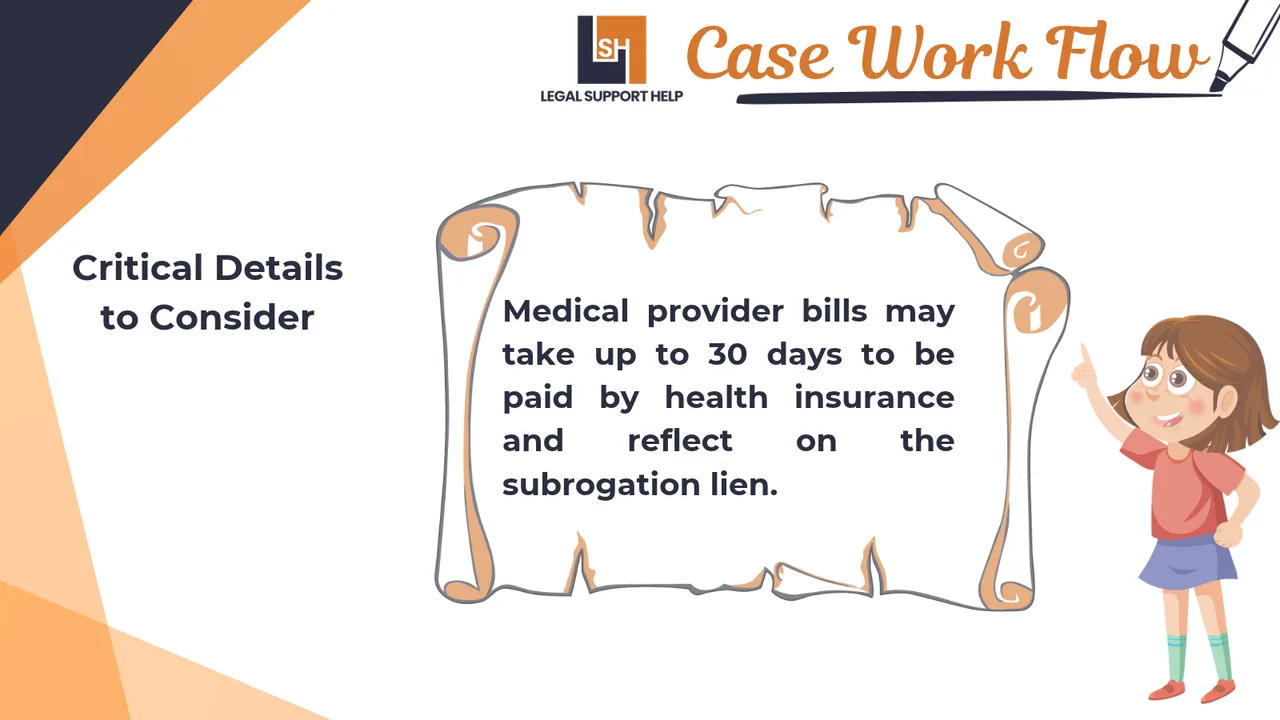 LSH
LEGAL SUPPORT HELP
Case Work Flow
Critical Details
to Consider
Medical provider bills may
take up to 30 days to be
paid by health insurance
and reflect on the
subrogation lien.